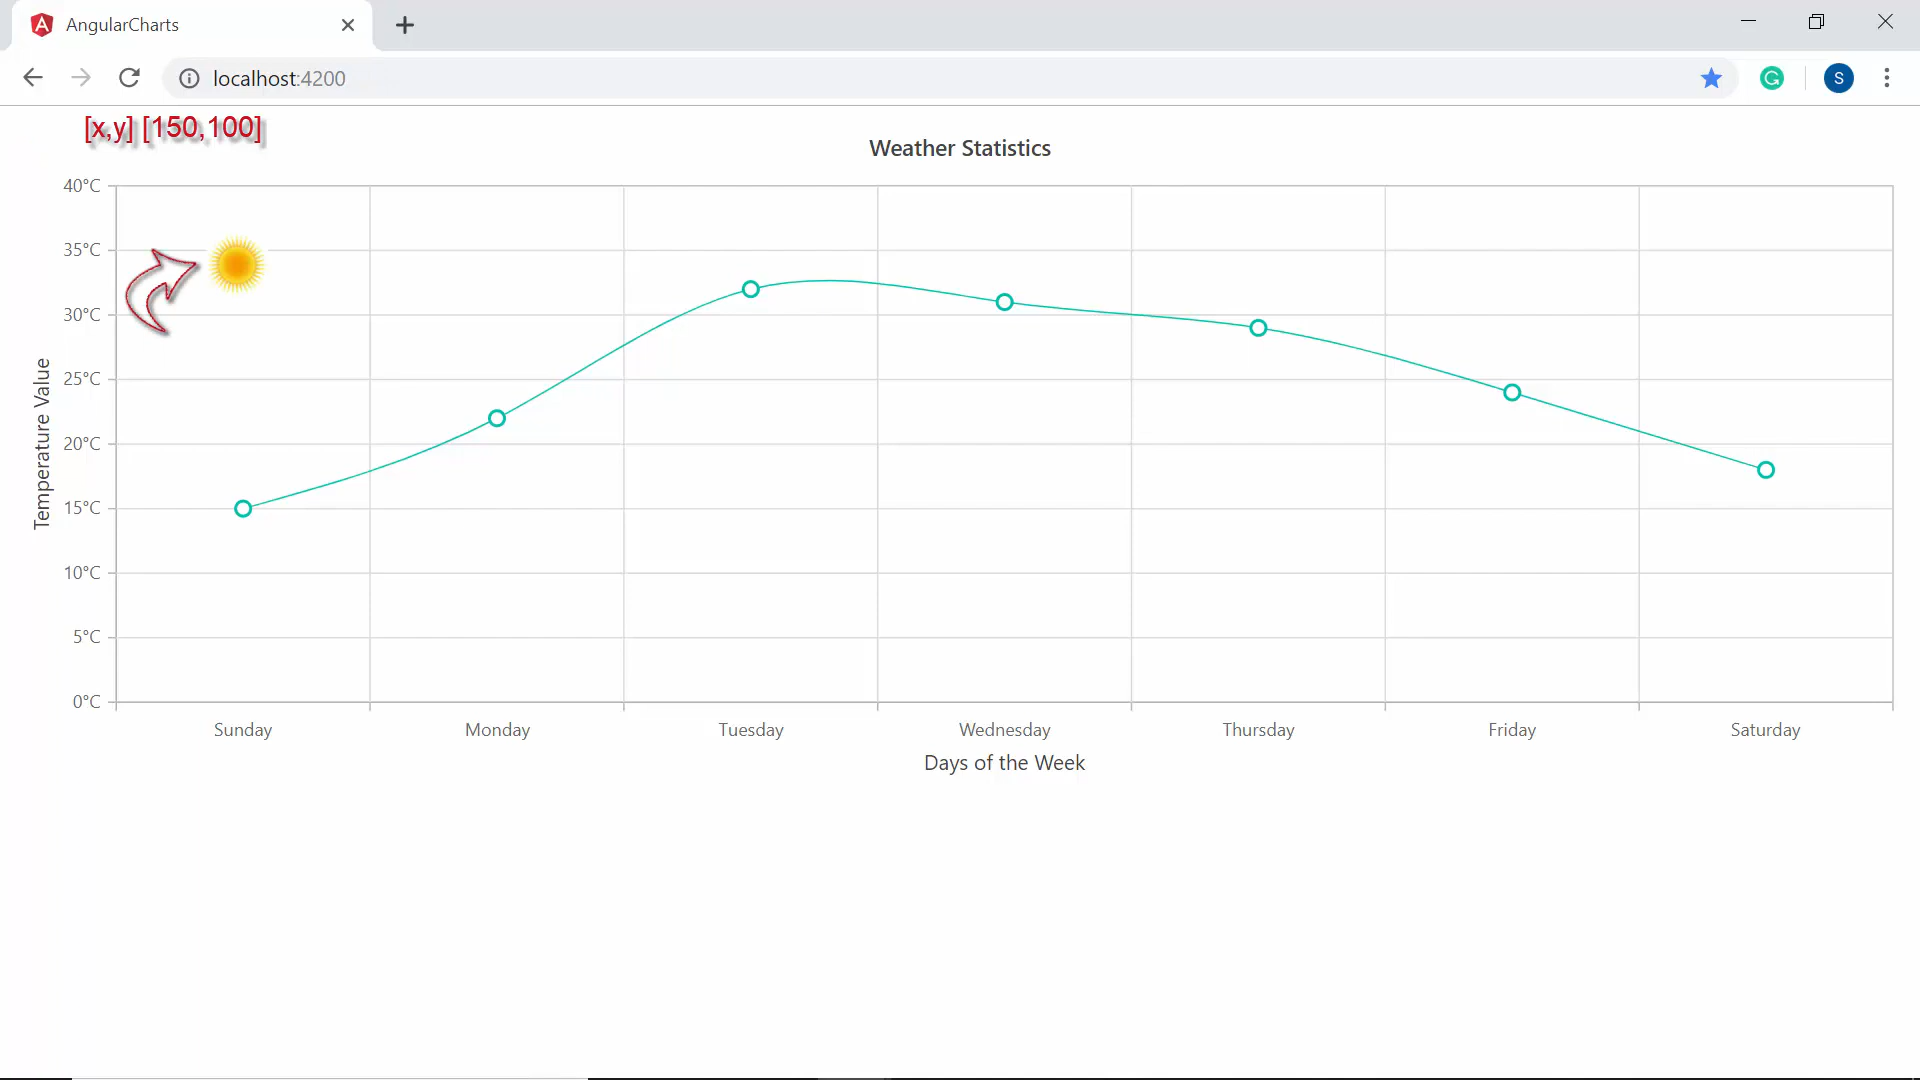 AngularCharts
localhost:4200
S
[x,y] [150,100]
Weather Statistics
40°C
35°C
30°C
25°C
20°C
15°C
10°C
5°C
0°C
Temperature Value
Sunday Monday Tuesday Wednesday Thursday Friday Saturday
Days of the Week